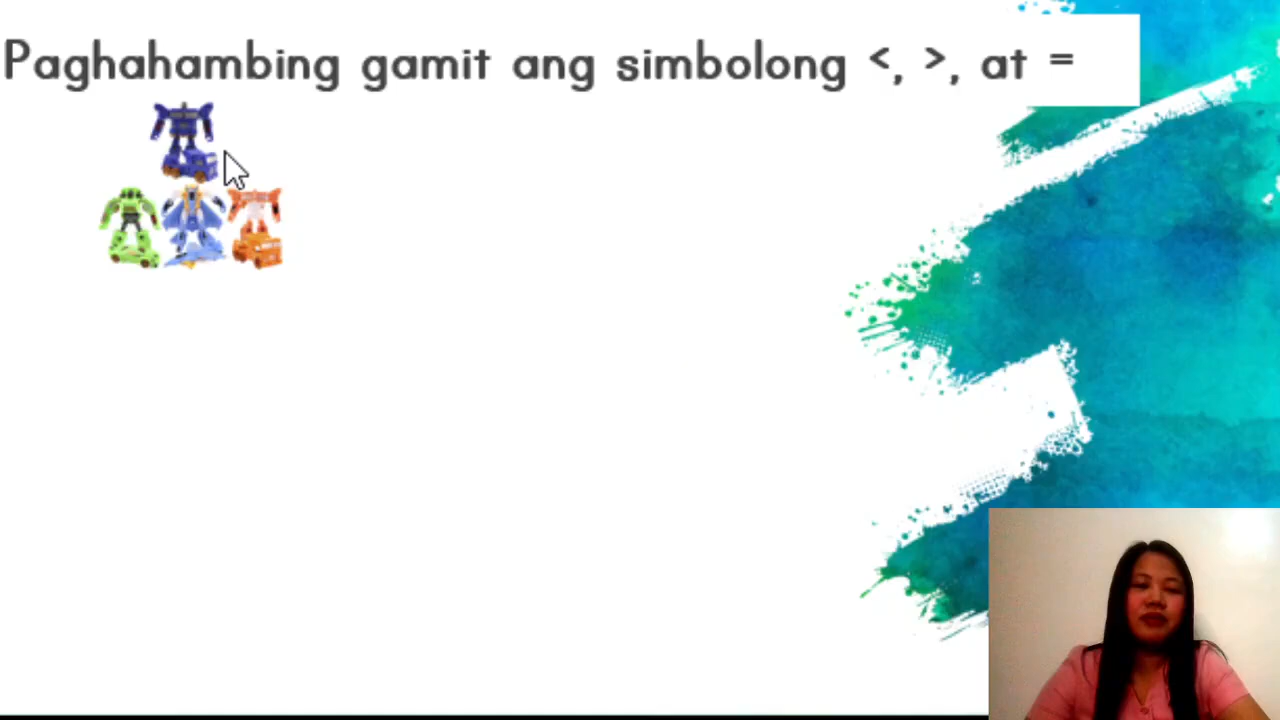 Paghahambing gamit ang simbolong <, >, at =